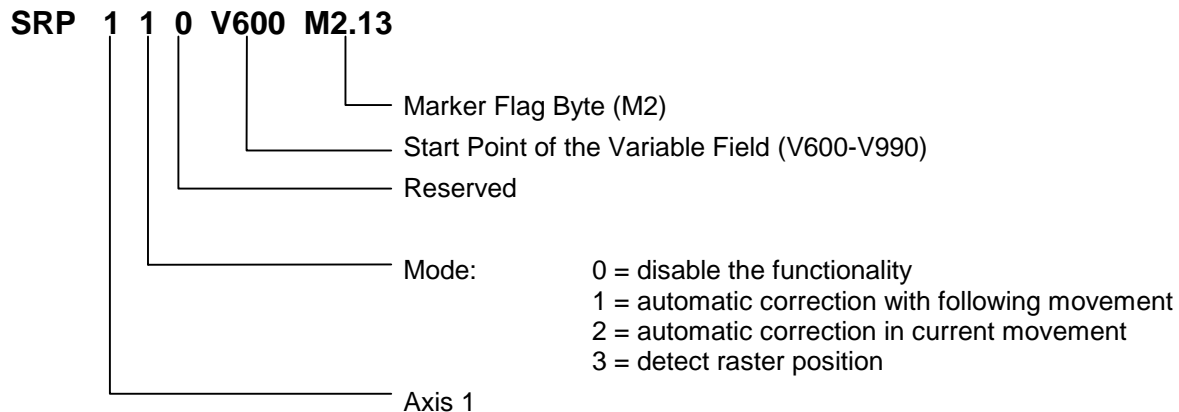 SRP 1 1 0 V600 M2.13
Marker Flag Byte (M2)
Start Point of the Variable Field (V600-V990)
Reserved
Mode: 0 = disable the functionality
1 = automatic correction with following movement
2 = automatic correction in current movement
3 = detect raster position
Axis 1